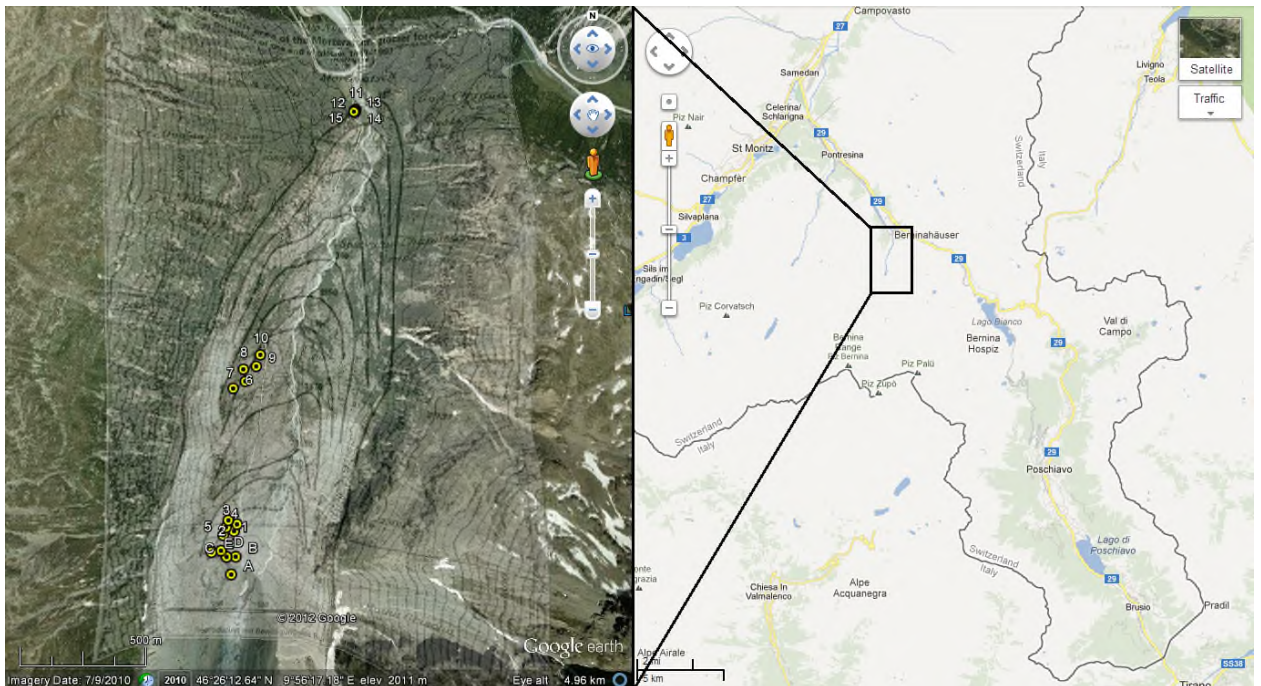 N
11
12
13
15
14
10
8
9
7
6
3
4
5
2
1
E
D
C
B
A
© 2012 Google
500 m
Google earth
Imagery Date: 7/9/2010
2010
46°26'12.64" N
9°56'17.18" E
elev 2011 m
Eye alt 4.96 km
Campovasto
27
Samedan
Satellite
Traffic
Livigno
Teola
Celerina/
Schlarigna
Piz Nair
29
St Moritz
Pontresina
Champfèr
27
Silvaplana
3
29
Berninahäuser
29
Switzerland
Italy
Sils im
Piz Corvatsch
Lago Bianco
Bernina
Hospiz
29
Val di
Campo
Bernina
Range
Piz Bernina
Piz Palü
Piz Zupò
Switzerland
Italy
29
Poschiavo
Lago di
Poschiavo
Switzerland
Italy
29
Chiesa In
Valmalenco
Alpe
Acquanegra
Brusio
Pradil
Alpe Airale
2 mi
5 km
Tirano
SS38